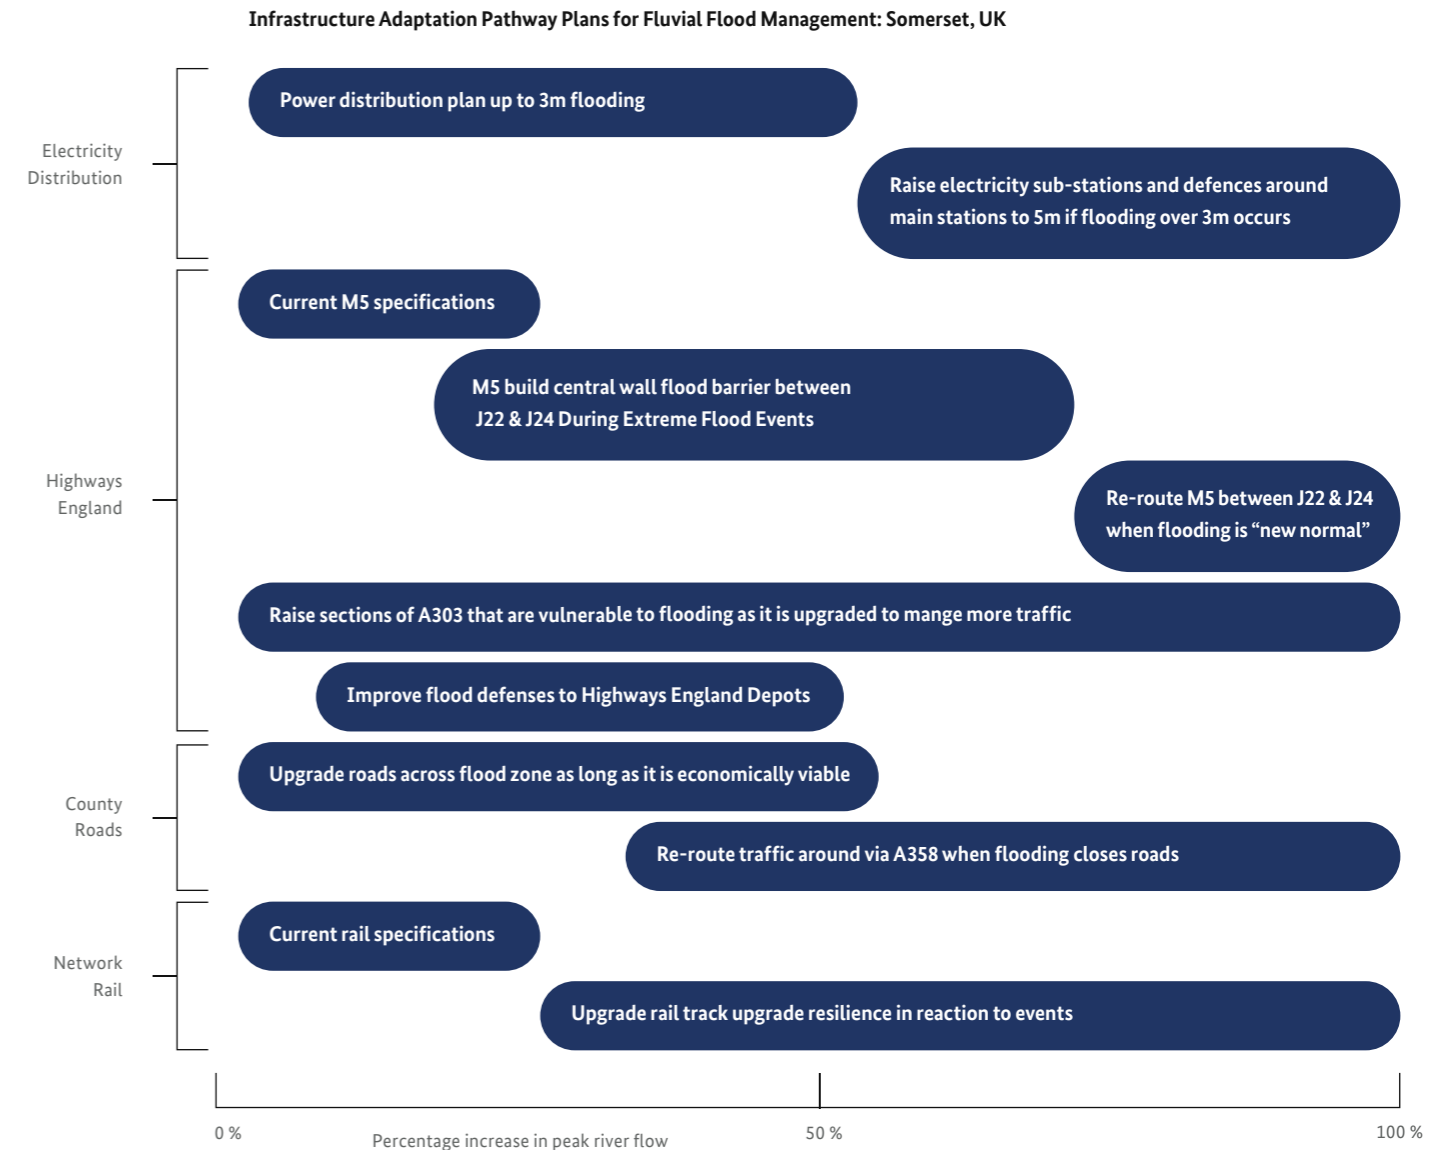 Infrastructure Adaptation Pathway Plans for Fluvial Flood Management: Somerset, UK
Electricity
Distribution
Power distribution plan up to 3m flooding
Raise electricity sub-stations and defences around
main stations to 5m if flooding over 3m occurs
Highways
England
Current M5 specifications
M5 build central wall flood barrier between
J22 & J24 During Extreme Flood Events
Re-route M5 between J22 & J24
when flooding is “new normal”
Raise sections of A303 that are vulnerable to flooding as it is upgraded to mange more traffic
Improve flood defenses to Highways England Depots
County
Roads
Upgrade roads across flood zone as long as it is economically viable
Re-route traffic around via A358 when flooding closes roads
Network
Rail
Current rail specifications
Upgrade rail track upgrade resilience in reaction to events
0 %
50 %
100 %
Percentage increase in peak river flow